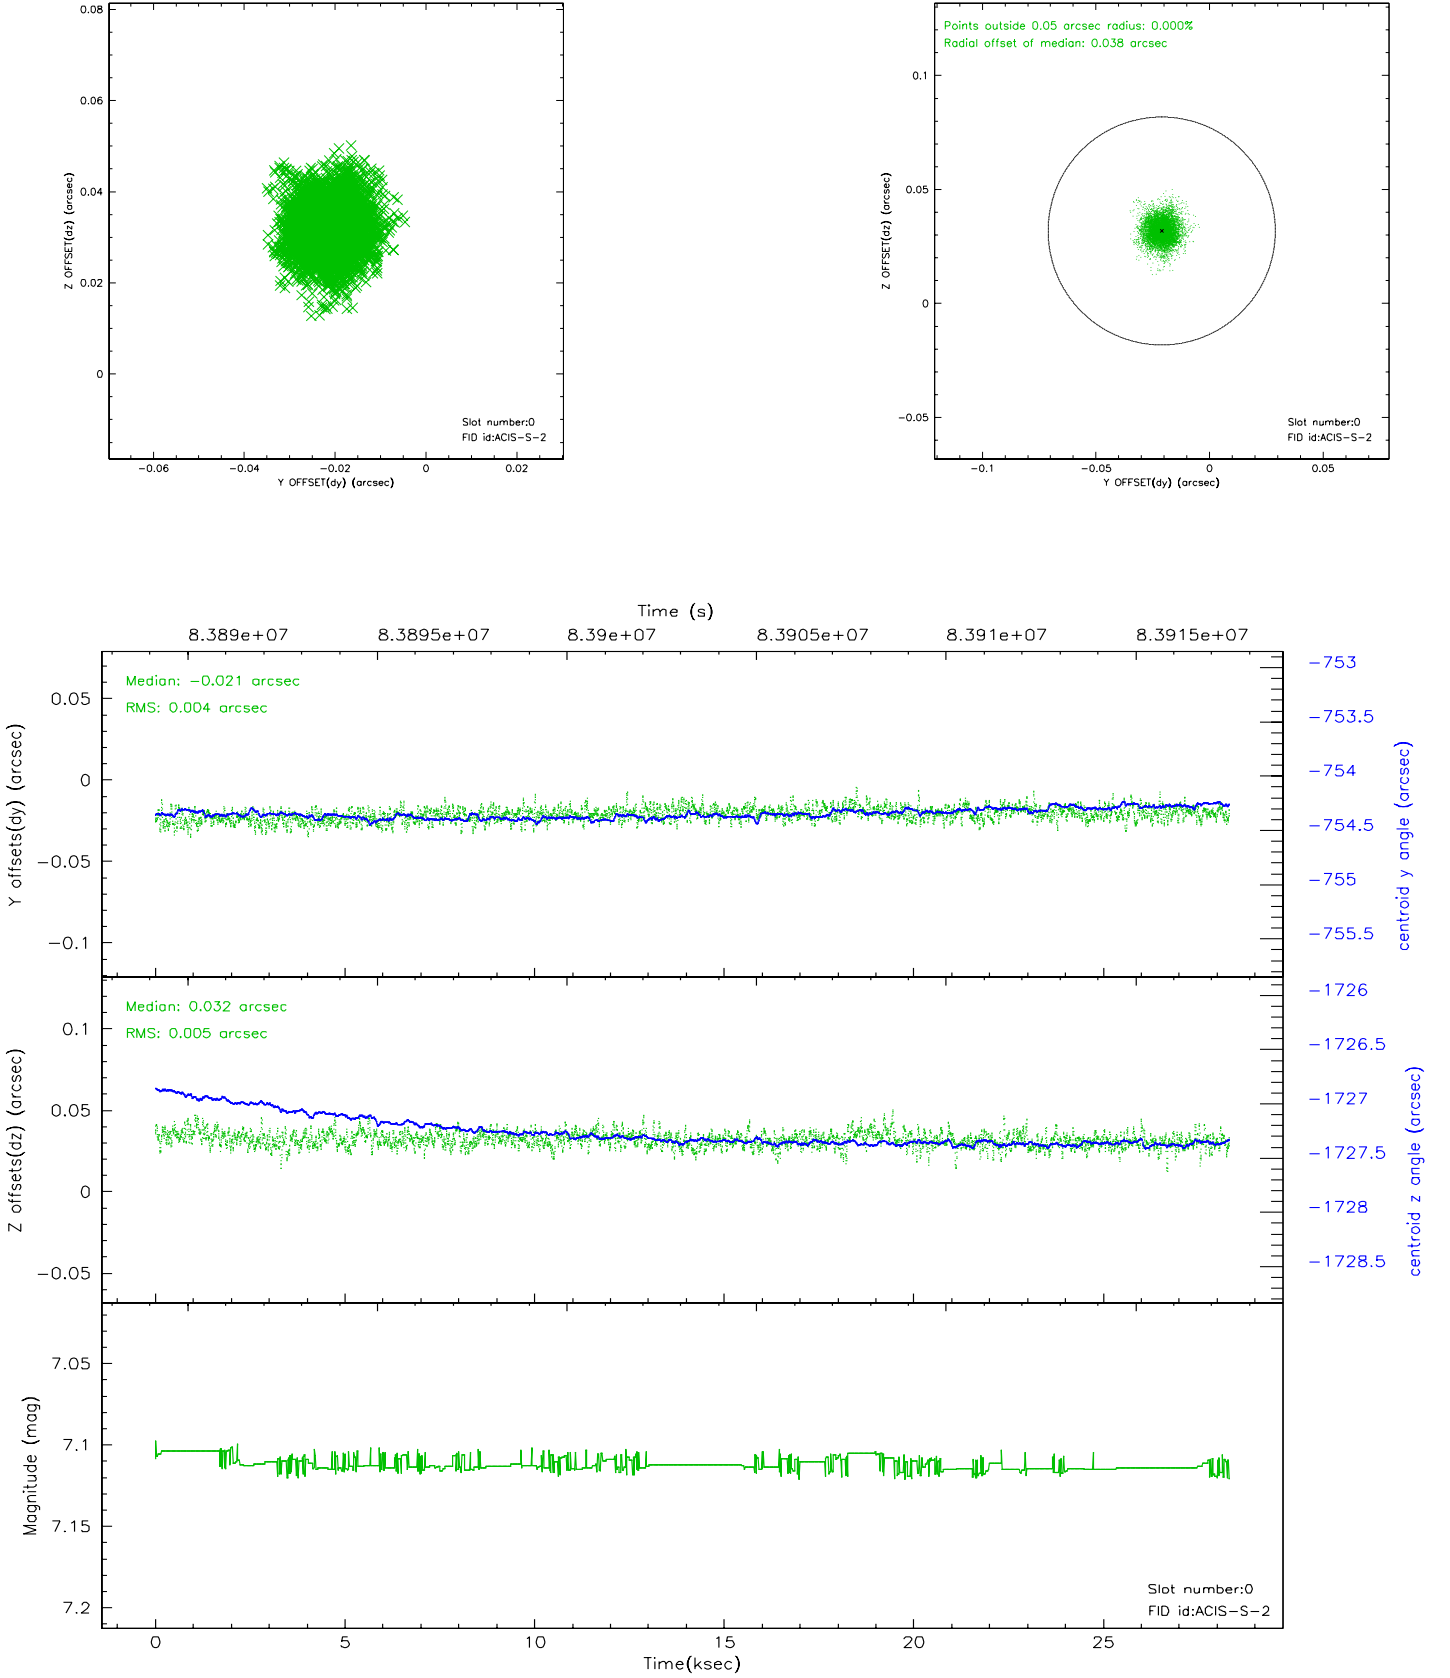 0.08
0.06
0.04
0.02
0
Z OFFSET(dz) (arcsec)
Slot number:0
FID id:ACIS-S-2
-0.06 -0.04 -0.02 0 0.02
Y OFFSET(dy) (arcsec)
Points outside 0.05 arcsec radius: 0.000%
Radial offset of median: 0.038 arcsec
0.1
0.05
0
-0.05
Z OFFSET(dz) (arcsec)
Slot number:0
FID id:ACIS-S-2
-0.1 -0.05 0 0.05
Y OFFSET(dy) (arcsec)
Time (s)
8.389e+07 8.3895e+07 8.39e+07 8.3905e+07 8.391e+07 8.3915e+07
Median: -0.021 arcsec
RMS: 0.004 arcsec
0.05
0
-0.05
-0.1
Y offsets(dy) (arcsec)
-753
-753.5
-754
-754.5
-755
-755.5
centroid y angle (arcsec)
Median: 0.032 arcsec
RMS: 0.005 arcsec
0.1
0.05
0
-0.05
Z offsets(dz) (arcsec)
-1726
-1726.5
-1727
-1727.5
-1728
-1728.5
centroid z angle (arcsec)
7.05
7.1
7.15
7.2
Magnitude (mag)
Slot number:0
FID id:ACIS-S-2
0 5 10 15 20 25
Time(ksec)